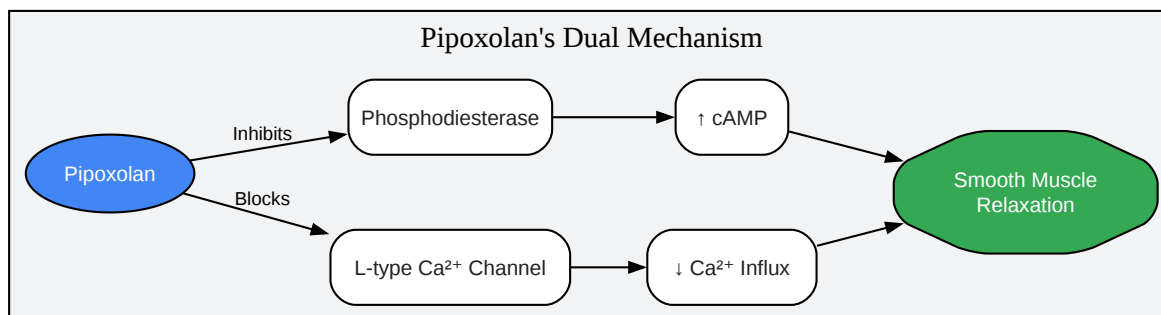 Pipoxolan's Dual Mechanism
Pipoxolan
Inhibits
Phosphodiesterase
↑ cAMP
Blocks
L-type Ca²⁺ Channel
↓ Ca²⁺ Influx
Smooth Muscle
Relaxation